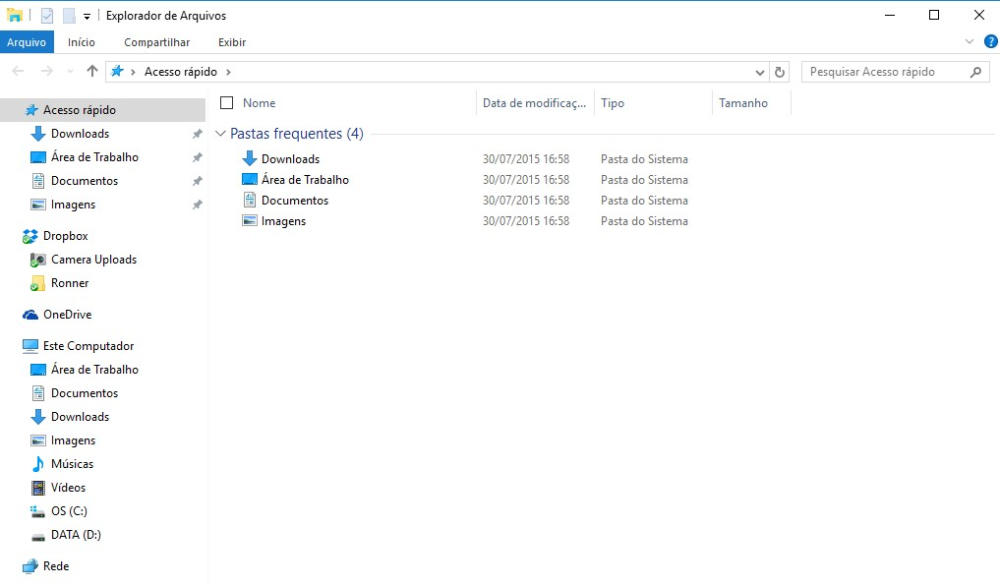 Explorador de Arquivos
Arquivo Início Compartilhar Exibir
?
Acesso rápido
Pesquisar Acesso rápido
Acesso rápido
Downloads
Área de Trabalho
Documentos
Imagens
Dropbox
Camera Uploads
Ronner
OneDrive
Este Computador
Área de Trabalho
Documentos
Downloads
Imagens
Músicas
Vídeos
OS (C:)
DATA (D:)
Rede
Nome Data de modificaç... Tipo Tamanho
Pastas frequentes (4)
Downloads 30/07/2015 16:58 Pasta do Sistema
Área de Trabalho 30/07/2015 16:58 Pasta do Sistema
Documentos 30/07/2015 16:58 Pasta do Sistema
Imagens 30/07/2015 16:58 Pasta do Sistema